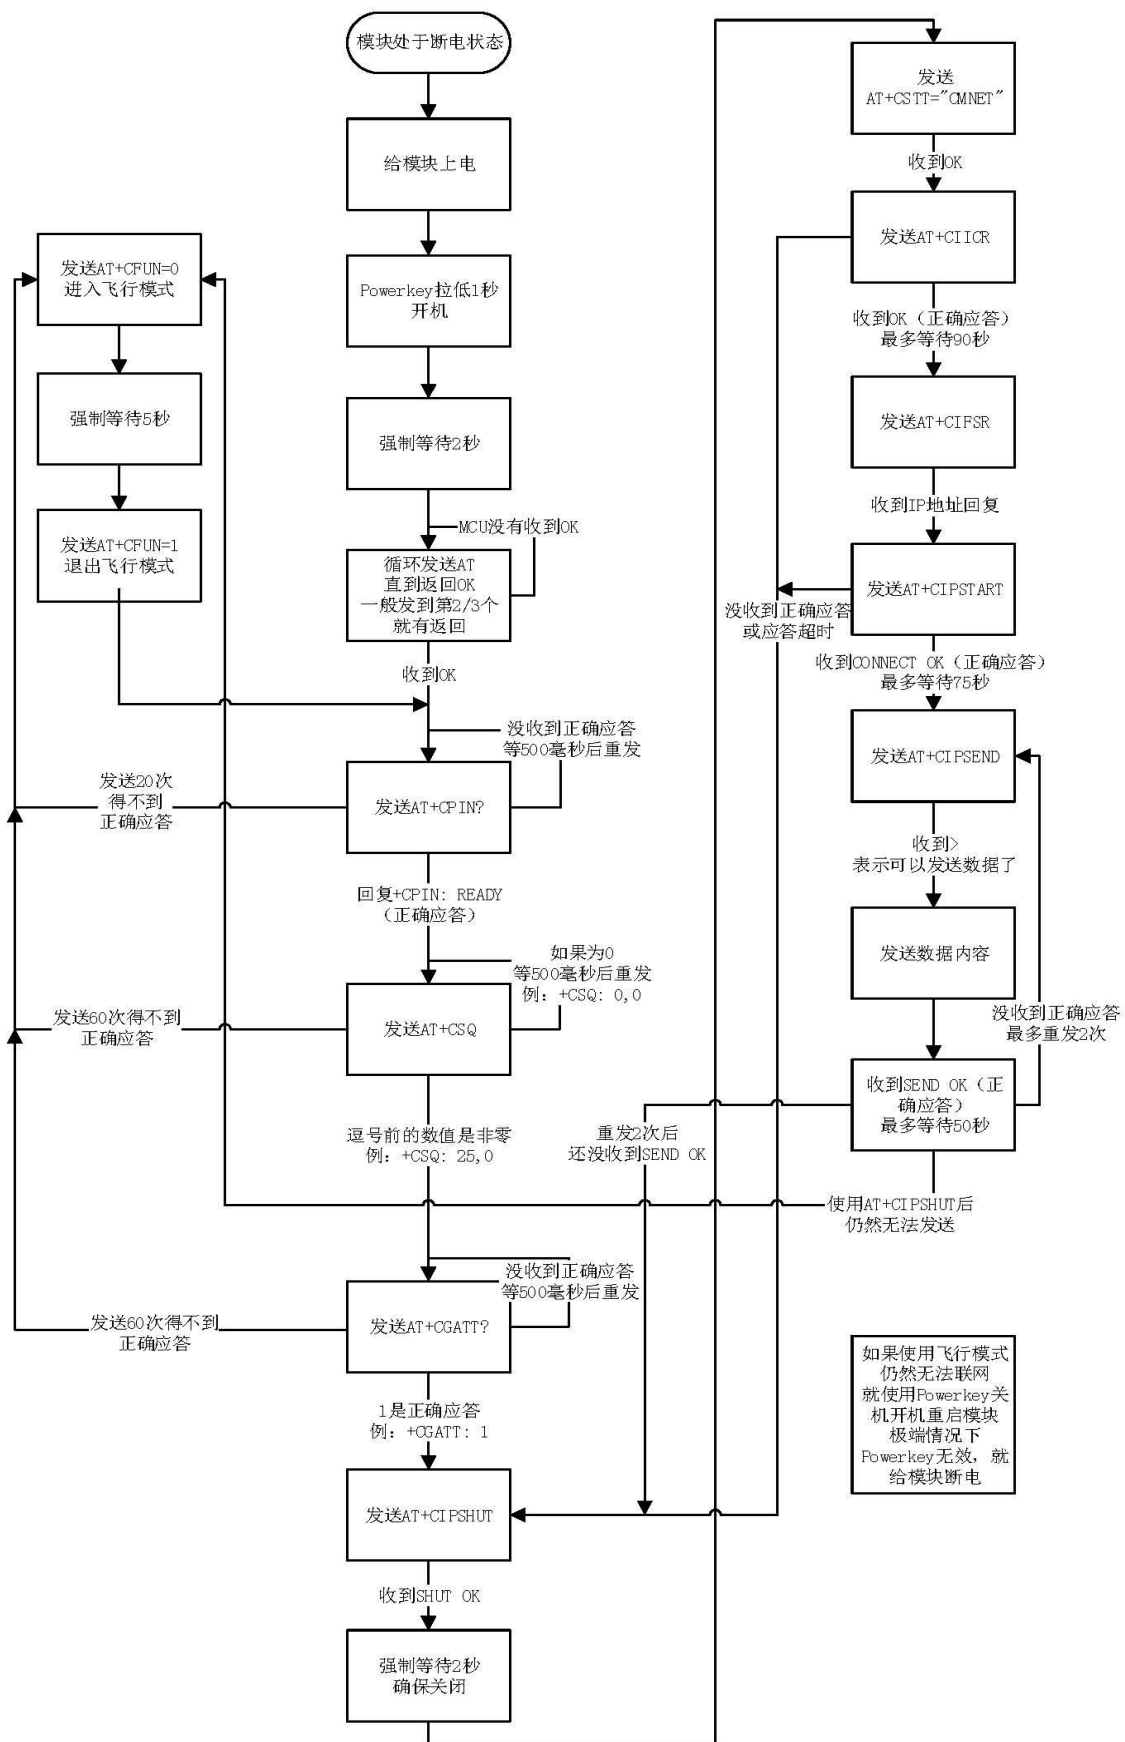 模块处于断电状态
给模块上电
Powerkey拉低1秒
开机
强制等待2秒
MCU没有收到OK
循环发送AT
直到返回OK
一般发到第2/3个
就有返回
收到OK
发送AT+CFUN=0
进入飞行模式
强制等待5秒
发送AT+CFUN=1
退出飞行模式
没收到正确应答
等500毫秒后重发
发送AT+CPIN?
发送20次
得不到
正确应答
回复+CPIN: READY
（正确应答）
如果为0
等500毫秒后重发
例：+CSQ: 0,0
发送AT+CSQ
发送60次得不到
正确应答
逗号前的数值是非零
例：+CSQ: 25,0
没收到正确应答
等500毫秒后重发
发送AT+CGATT?
发送60次得不到
正确应答
1是正确应答
例：+CGATT: 1
发送AT+CIPSHUT
收到SHUT OK
强制等待2秒
确保关闭
发送
AT+CSTT="CMNET"
收到OK
发送AT+CIICR
收到OK（正确应答）
最多等待90秒
发送AT+CIFSR
收到IP地址回复
发送AT+CIPSTART
没收到正确应答
或应答超时
收到CONNECT OK（正确应答）
最多等待75秒
发送AT+CIPSEND
收到>
表示可以发送数据了
发送数据内容
没收到正确应答
最多重发2次
收到SEND OK（正
确应答）
最多等待50秒
重发2次后
还没收到SEND OK
使用AT+CIPSHUT后
仍然无法发送
如果使用飞行模式
仍然无法联网
就使用Powerkey关
机开机重启模块
极端情况下
Powerkey无效，就
给模块断电